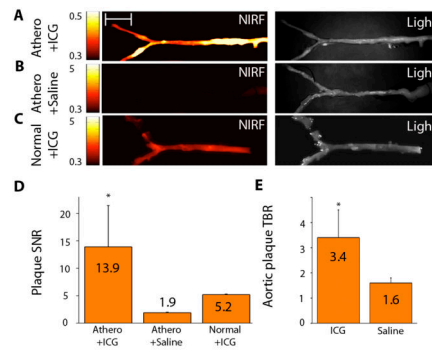 A
Athero
+ICG
0.5
0.3
NIRF
Ligh
B
Athero
+Saline
5
0.3
NIRF
Ligh
C
Normal
+ICG
5
0.3
NIRF
Ligh
D
Plaque SNR
20
15
10
5
0
*
13.9
1.9
5.2
Athero
+ICG
Athero
+Saline
Normal
+ICG
E
Aortic plaque TBR
4
3
2
1
0
*
3.4
1.6
ICG
Saline